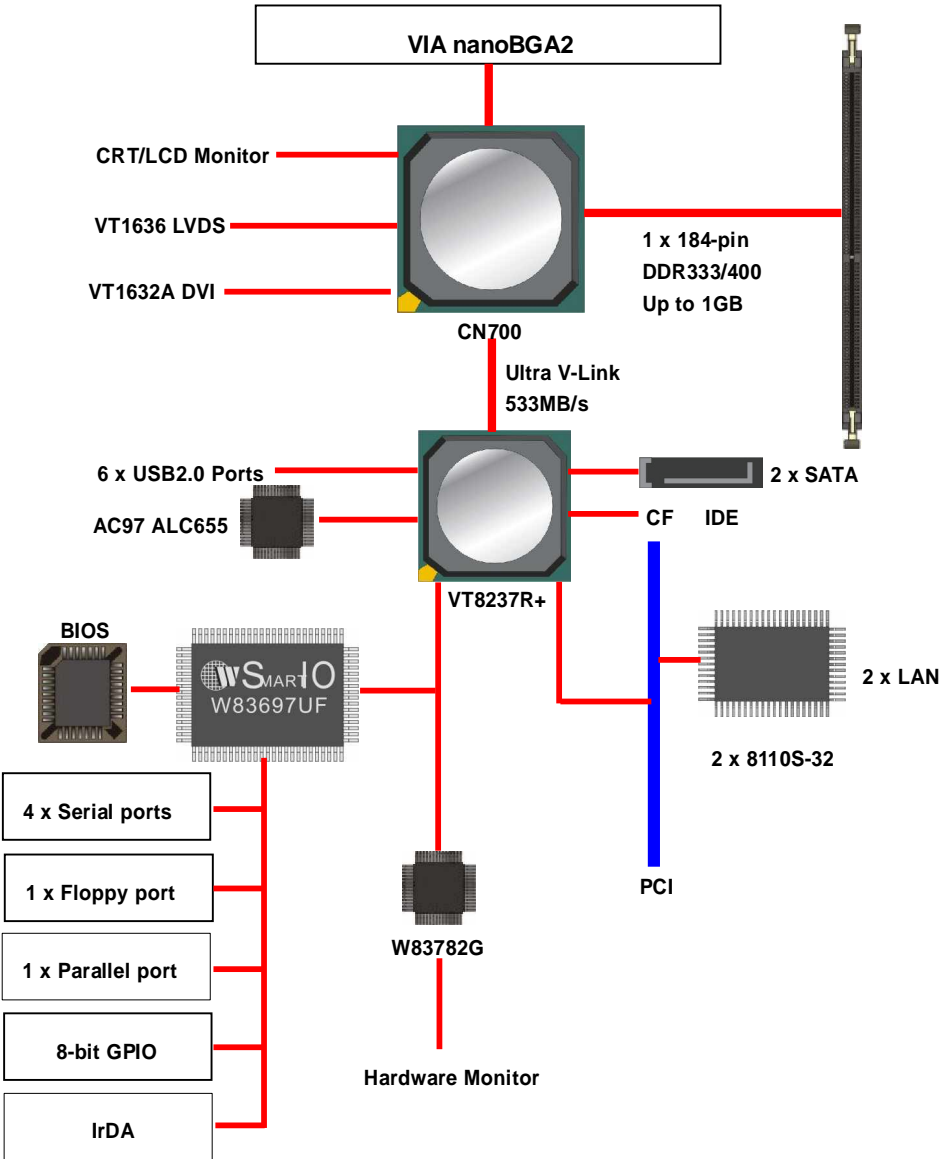 VIA nanoBGA2
CRT/LCD Monitor
VT1636 LVDS
VT1632A DVI
1 x 184-pin
DDR333/400
Up to 1GB
CN700
Ultra V-Link
533MB/s
6 x USB2.0 Ports
2 x SATA
AC97 ALC655
CF IDE
VT8237R+
BIOS
WSMARTIO
W83697UF
2 x LAN
2 x 8110S-32
4 x Serial ports
1 x Floppy port
PCI
W83782G
1 x Parallel port
8-bit GPIO
Hardware Monitor
IrDA